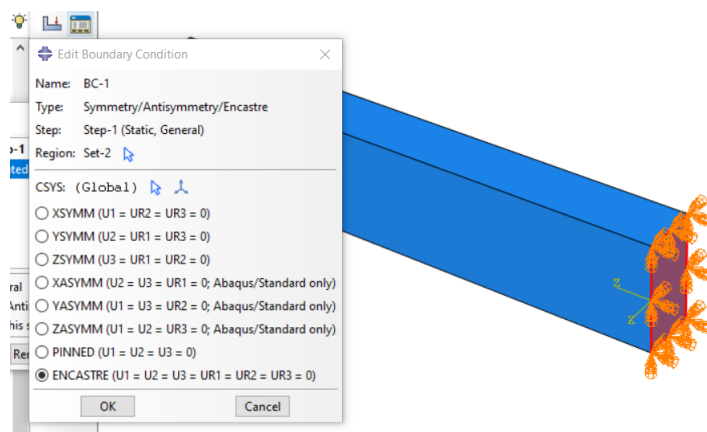 Edit Boundary Condition
Name: BC-1
Type: Symmetry/Antisymmetry/Encastre
Step: Step-1 (Static, General)
Region: Set-2
CSYS: (Global)
XSYMM (U1 = UR2 = UR3 = 0)
YSYMM (U2 = UR1 = UR3 = 0)
ZSYMM (U3 = UR1 = UR2 = 0)
XASYMM (U2 = U3 = UR1 = 0; Abaqus/Standard only)
YASYMM (U1 = U3 = UR2 = 0; Abaqus/Standard only)
ZASYMM (U1 = U2 = UR3 = 0; Abaqus/Standard only)
PINNED (U1 = U2 = U3 = 0)
ENCASTRE (U1 = U2 = U3 = UR1 = UR2 = UR3 = 0)
OK Cancel
Z
X